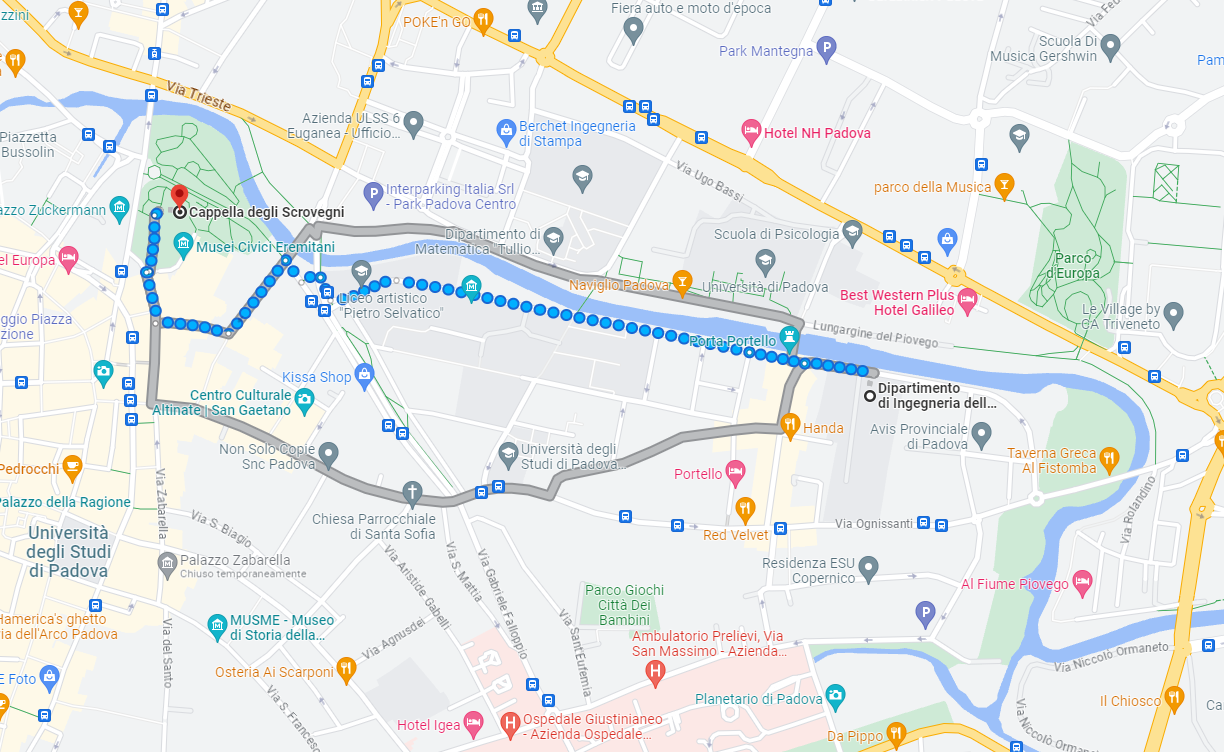 zzini
POKE'n GO
Fiera auto e moto d'epoca
Park Mantegna
Scuola Di
Musica Gershwin
Via Trieste
Piazzetta
Bussolin
Azienda ULSS 6
Euganea - Ufficio...
Berchet Ingegneria
di Stampa
Hotel NH Padova
Via Ugo Bassi
parco della Musica
Interparking Italia Srl
- Park Padova Centro
azzo Zuckermann
Cappella degli Scrovegni
Musei Civici Eremitani
el Europa
Dipartimento di
Matematica "Tullio...
Scuola di Psicologia
Naviglio Padova
Università di Padova
Best Western Plus
Hotel Galileo
Parco
d'Europa
Le Village by
CA Triveneto
aggio Piazza
zione
Liceo artistico
"Pietro Selvatico"
Lungargine del Piovego
Porta Portello
Kissa Shop
Centro Culturale
Altinate | San Gaetano
Dipartimento
di Ingegneria dell...
Handa
Avis Provinciale
di Padova
Non Solo Copie
Snc Padova
Università degli
Studi di Padova...
Taverna Greca
Al Fistomba
Pedrocchi
Portello
Palazzo della Ragione
Via Zabarella
Red Velvet
Via Ognissanti
Via Rolandino
Chiesa Parrocchiale
di Santa Sofia
Via S. Biagio
Università
degli Studi
di Padova
Palazzo Zabarella
Chiuso temporaneamente
Via Aristide Gabelli
Via S. Mattia
Via Gabriele Falloppio
Residenza ESU
Copernico
Al Fiume Piovego
Parco Giochi
Città Dei
Bambini
Hamerica's ghetto
ia dell'Arco Padova
MUSME - Museo
di Storia della...
Via Agnusdei
Via Sant'Eufemia
Ambulatorio Prelievi, Via
San Massimo - Azienda...
Via Niccolò Ormaneto
Via del Santo
Osteria Ai Scarponi
E Foto
Via S. Francesc
Planetario di Padova
Il Chiosco
Hotel Igea
Ospedale Giustinianeo
- Azienda Ospedale...
Da Pippo
Via Niccolò Ormaneto